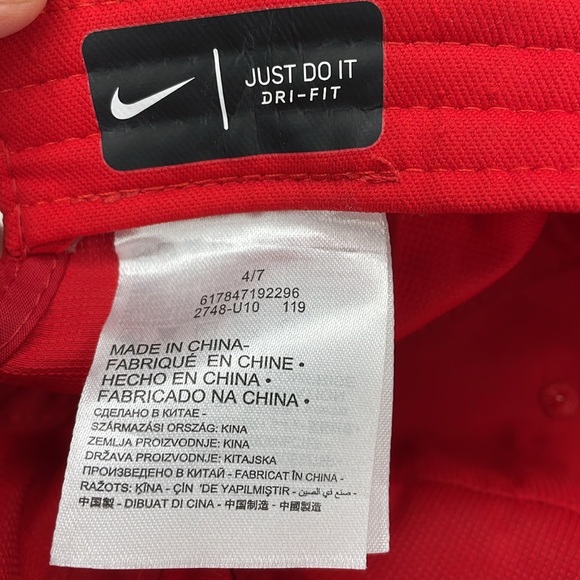 JUST DO IT
DRI-FIT
4/7
617847192296
2748-U10 119
MADE IN CHINA-
FABRIQUÉ EN CHINE •
HECHO EN CHINA •
FABRICADO NA CHINA •
СДЕЛАНО В КИТАЕ -
SZÁRMAZÁSI ORSZÁG: KINA
ZEMLJA PROIZVODNJE: KINA
DRŽAVA PROIZVODNJE: KITAJSKA
ПРОИЗВЕДЕНО В КИТАЙ - FABRICAT ÎN CHINA -
RAŽOTS: ĶĪNA - ÇİN 'DE YAPILMIŞTIR - صنع في الصين -
中国製 - DIBUAT DI CINA - 中国制造 - 中國製造